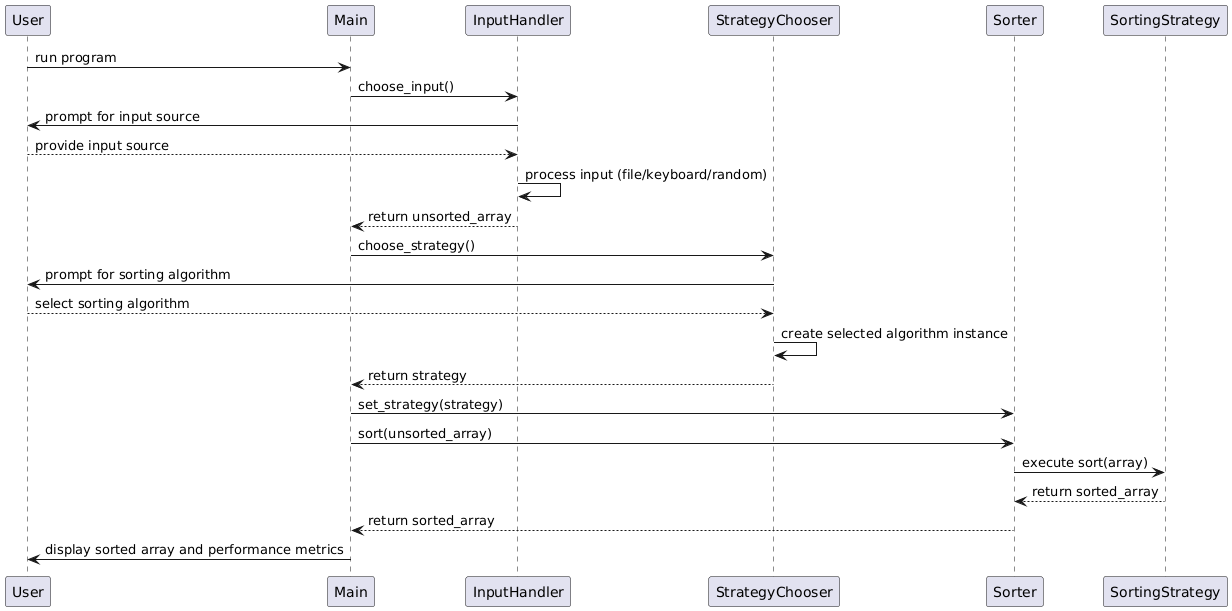 User Main InputHandler StrategyChooser Sorter SortingStrategy
run program
choose_input()
prompt for input source
provide input source
process input (file/keyboard/random)
return unsorted_array
choose_strategy()
prompt for sorting algorithm
select sorting algorithm
create selected algorithm instance
return strategy
set_strategy(strategy)
sort(unsorted_array)
execute sort(array)
return sorted_array
return sorted_array
display sorted array and performance metrics
User Main InputHandler StrategyChooser Sorter SortingStrategy